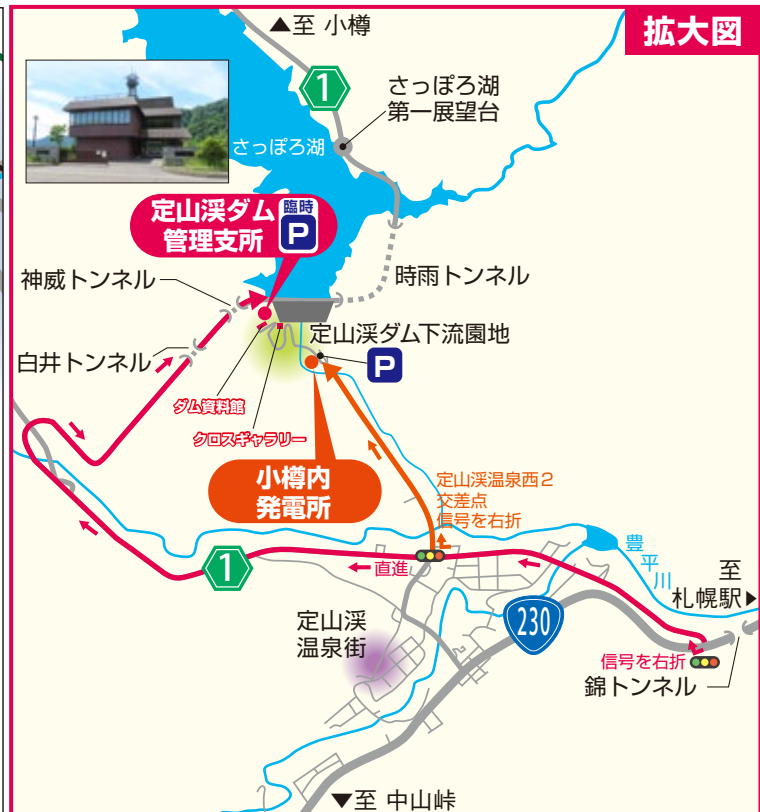 ▲至 小樽
拡大図
1
さっぽろ湖
第一展望台
さっぽろ湖
定山渓ダム
管理支所
臨時
P
神威トンネル
時雨トンネル
定山渓ダム下流園地
P
白井トンネル
ダム資料館
クロスギャラリー
小樽内
発電所
定山渓温泉西2
交差点
信号を右折
豊平川
1
直進
至
札幌駅▶
230
定山渓
温泉街
信号を右折
錦トンネル
▼至 中山峠